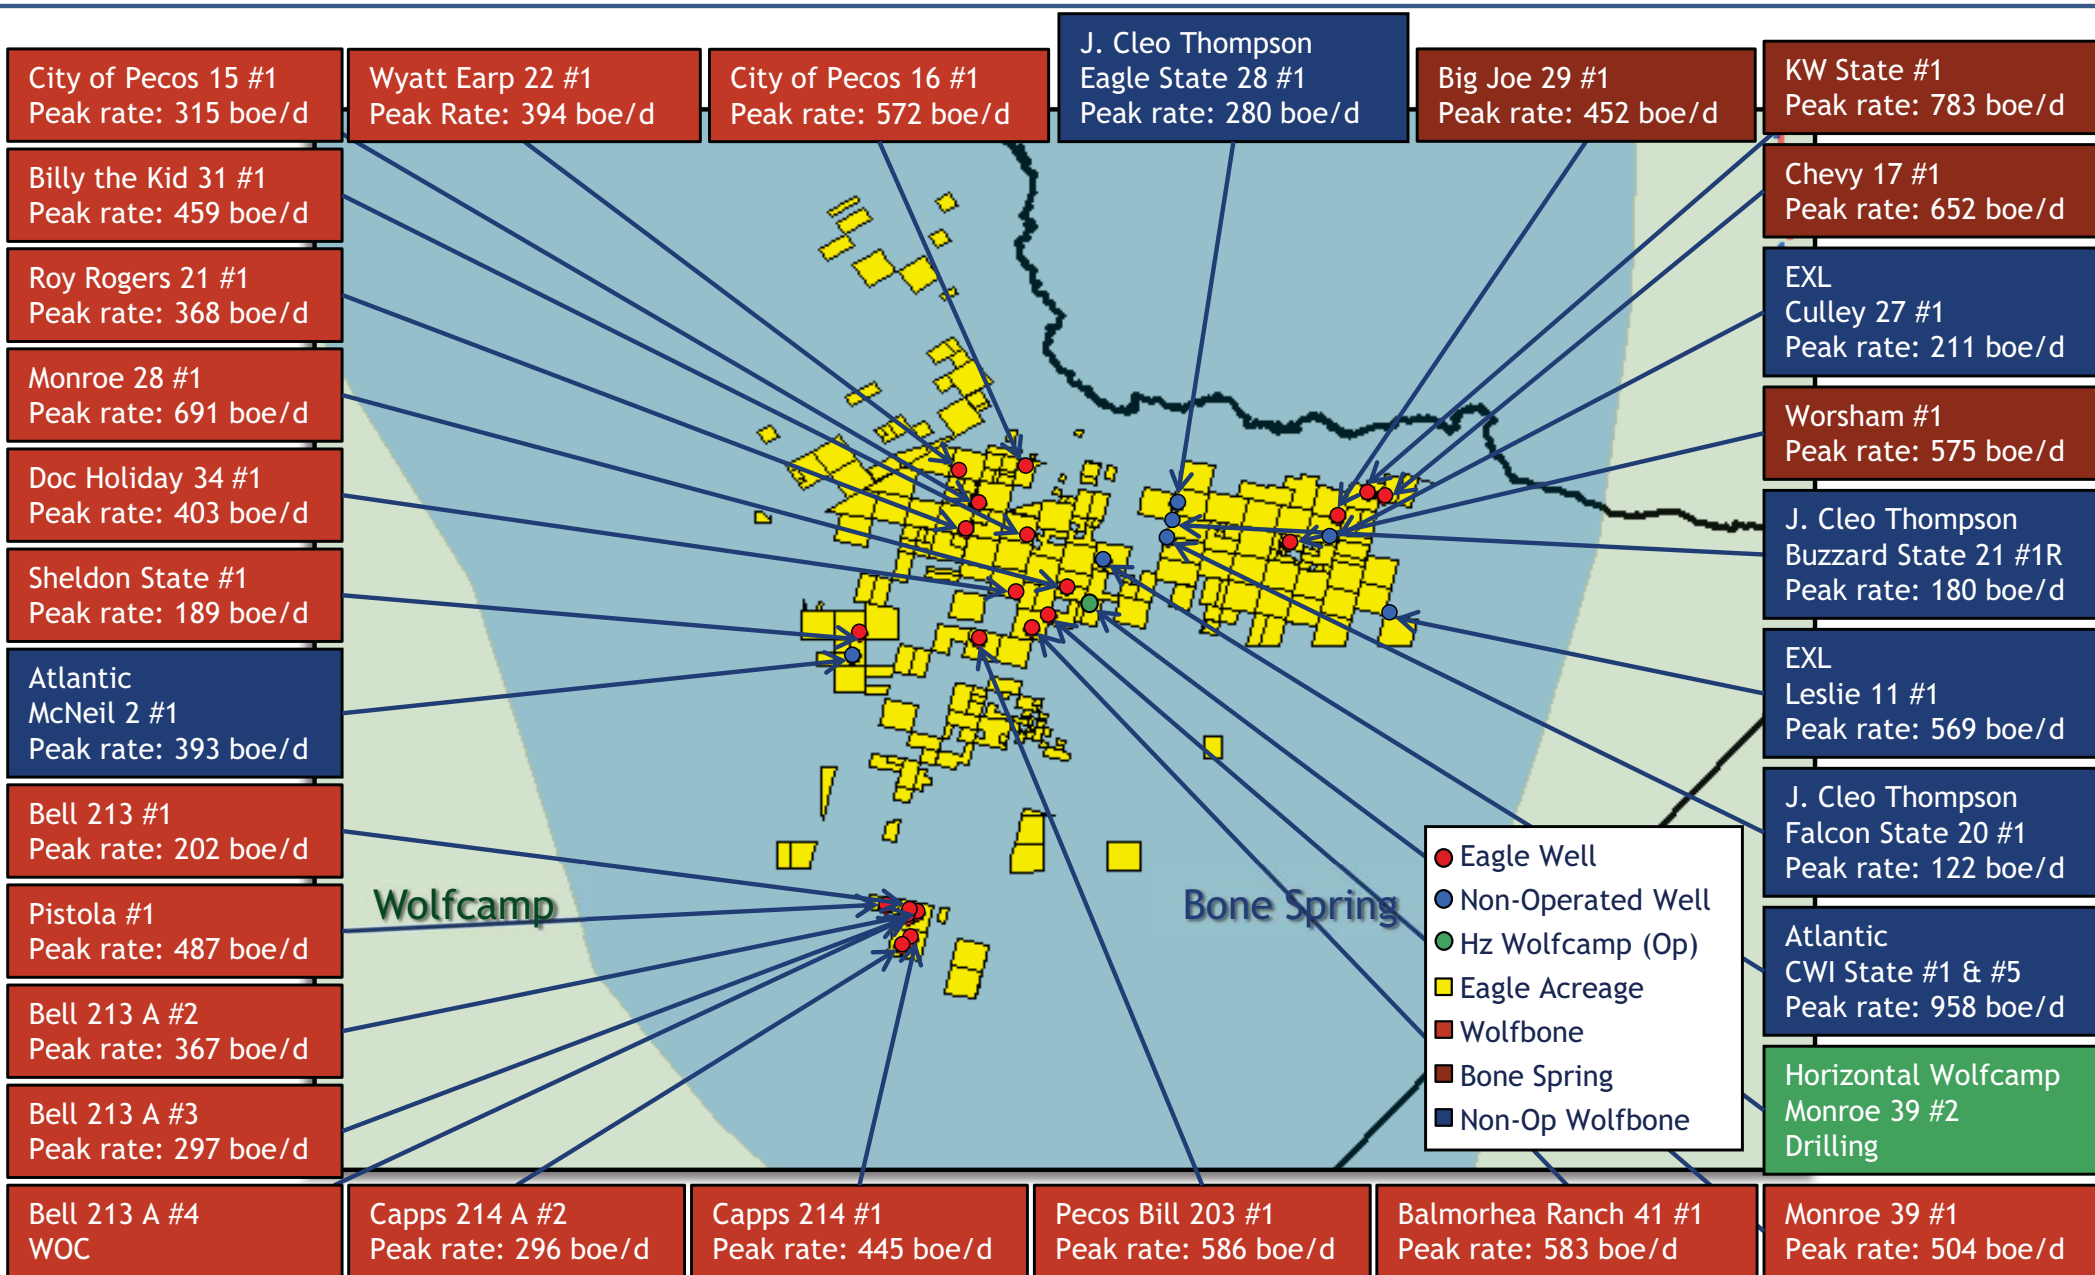 City of Pecos 15 #1
Peak rate: 315 boe/d
Wyatt Earp 22 #1
Peak Rate: 394 boe/d
City of Pecos 16 #1
Peak rate: 572 boe/d
J. Cleo Thompson
Eagle State 28 #1
Peak rate: 280 boe/d
Big Joe 29 #1
Peak rate: 452 boe/d
KW State #1
Peak rate: 783 boe/d
Billy the Kid 31 #1
Peak rate: 459 boe/d
Roy Rogers 21 #1
Peak rate: 368 boe/d
Monroe 28 #1
Peak rate: 691 boe/d
Doc Holiday 34 #1
Peak rate: 403 boe/d
Sheldon State #1
Peak rate: 189 boe/d
Atlantic
McNeil 2 #1
Peak rate: 393 boe/d
Bell 213 #1
Peak rate: 202 boe/d
Pistola #1
Peak rate: 487 boe/d
Bell 213 A #2
Peak rate: 367 boe/d
Bell 213 A #3
Peak rate: 297 boe/d
Bell 213 A #4
WOC
Wolfcamp
Bone Spring
Eagle Well
Non-Operated Well
Hz Wolfcamp (Op)
Eagle Acreage
Wolfbone
Bone Spring
Non-Op Wolfbone
Chevy 17 #1
Peak rate: 652 boe/d
EXL
Culley 27 #1
Peak rate: 211 boe/d
Worsham #1
Peak rate: 575 boe/d
J. Cleo Thompson
Buzzard State 21 #1R
Peak rate: 180 boe/d
EXL
Leslie 11 #1
Peak rate: 569 boe/d
J. Cleo Thompson
Falcon State 20 #1
Peak rate: 122 boe/d
Atlantic
CWI State #1 & #5
Peak rate: 958 boe/d
Horizontal Wolfcamp
Monroe 39 #2
Drilling
Capps 214 A #2
Peak rate: 296 boe/d
Capps 214 #1
Peak rate: 445 boe/d
Pecos Bill 203 #1
Peak rate: 586 boe/d
Balmorhea Ranch 41 #1
Peak rate: 583 boe/d
Monroe 39 #1
Peak rate: 504 boe/d